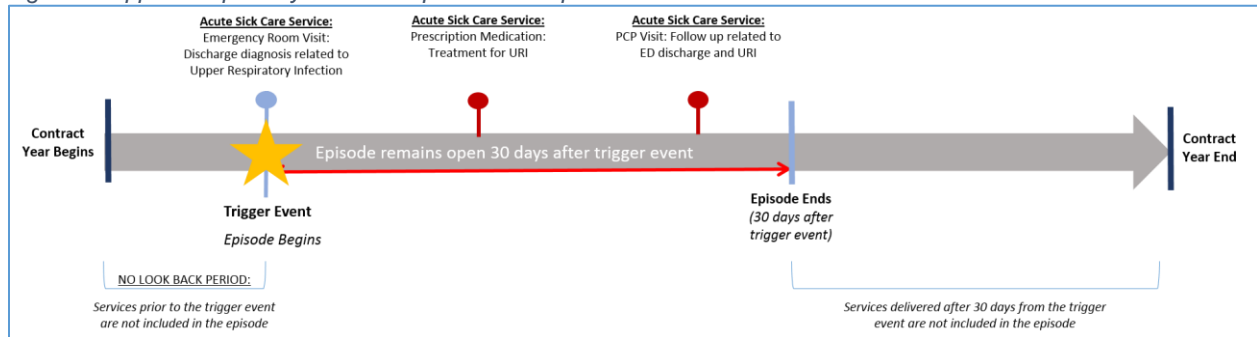 Acute Sick Care Service:
Emergency Room Visit:
Discharge diagnosis related to
Upper Respiratory Infection
Acute Sick Care Service:
Prescription Medication:
Treatment for URI
Acute Sick Care Service:
PCP Visit: Follow up related to
ED discharge and URI
Contract
Year Begins
Episode remains open 30 days after trigger event
Contract
Year End
Trigger Event
Episode Begins
Episode Ends
(30 days after
trigger event)
NO LOOK BACK PERIOD:
Services prior to the trigger event
are not included in the episode
Services delivered after 30 days from the trigger
event are not included in the episode